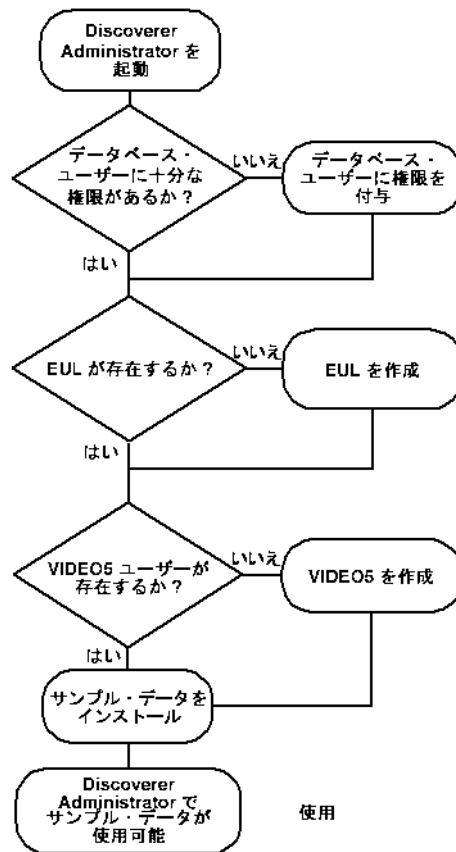 Discoverer
Administrator を
起動
データベース・
ユーザーに十分な
権限があるか？
いいえ
データベース・
ユーザーに権限を
付与
はい
EUL が存在するか？
いいえ
EUL を作成
はい
VIDEO5 ユーザーが
存在するか？
いいえ
VIDEO5 を作成
はい
サンプル・データを
インストール
Discoverer
Administrator で
サンプル・データが
使用可能
使用